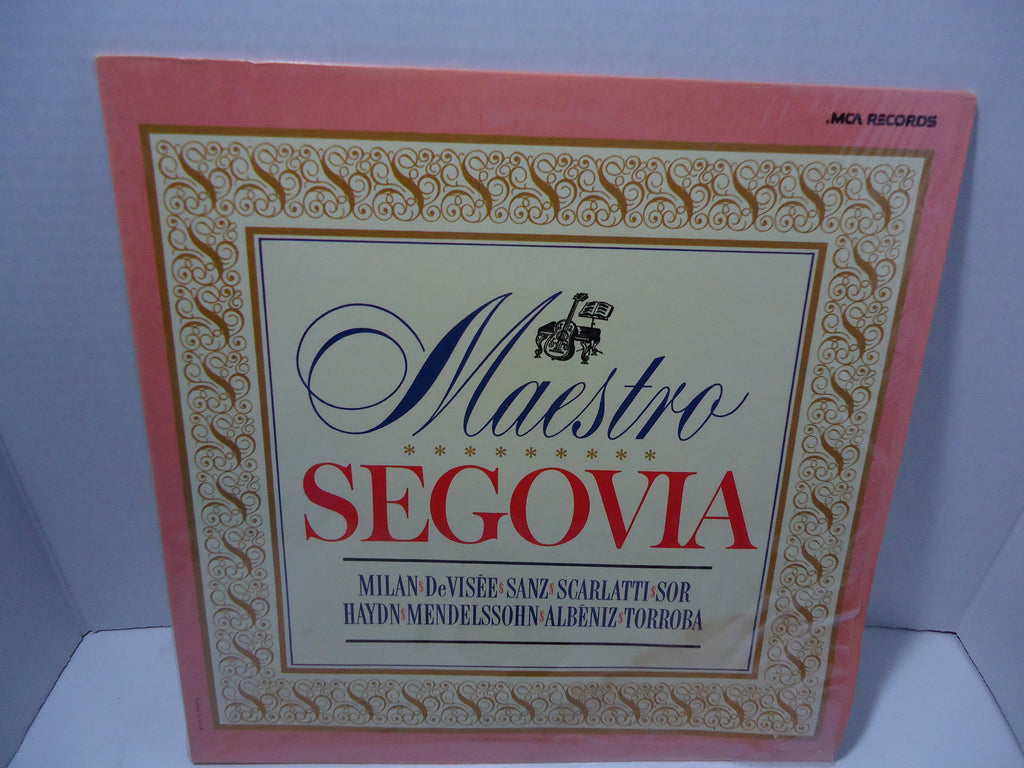 MCA RECORDS
Maestro
* * * * * * * * *
SEGOVIA
MILAN DeVISÉE SANZ SCARLATTI SOR
HAYDN MENDELSSOHN ALBÉNIZ TORROBA